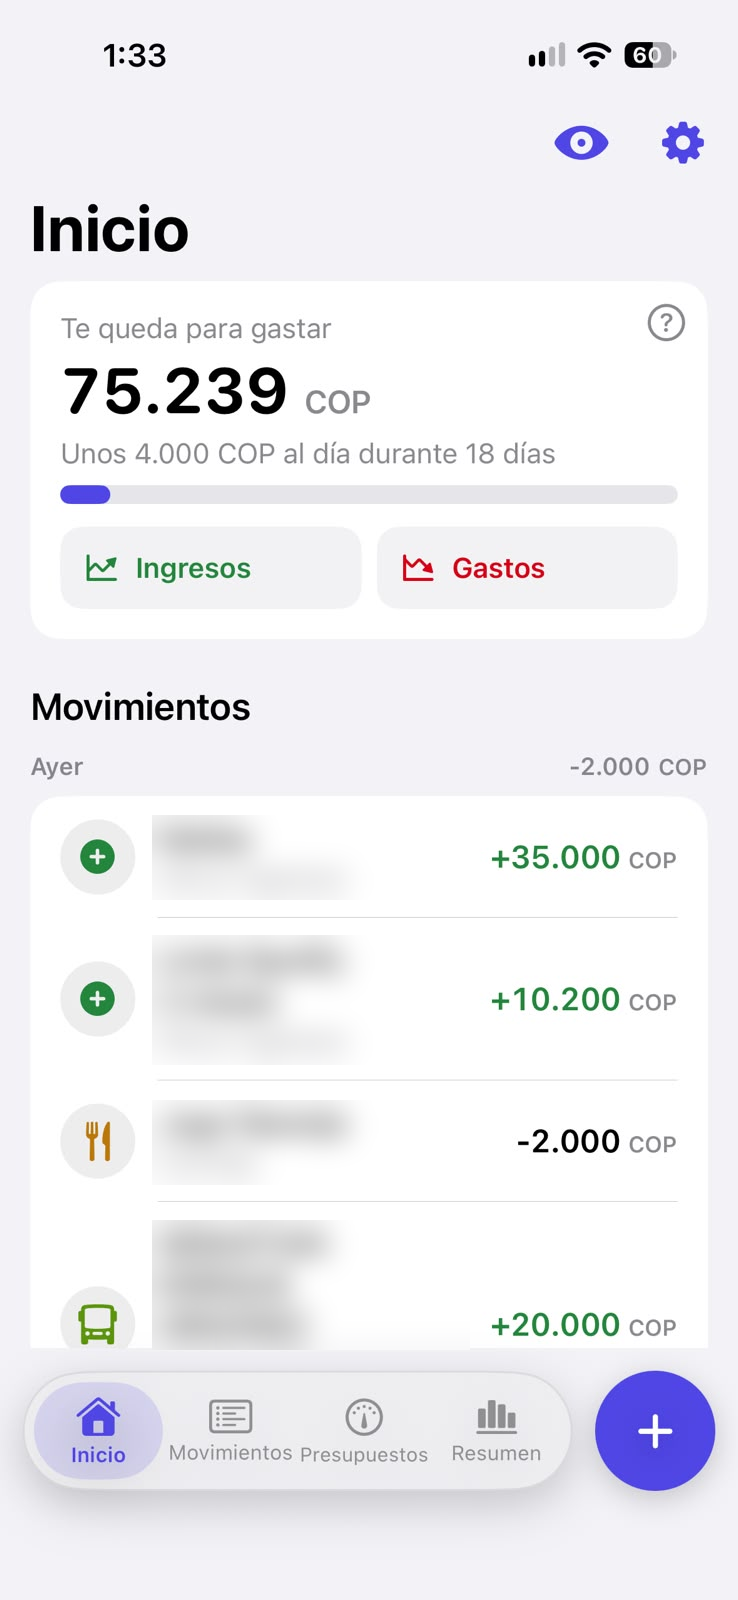 1:33
60
Inicio
Te queda para gastar
?
75.239 COP
Unos 4.000 COP al día durante 18 días
Ingresos
Gastos
Movimientos
Ayer
-2.000 COP
+35.000 COP
+10.200 COP
-2.000 COP
+20.000 COP
Inicio
Movimientos
Presupuestos
Resumen